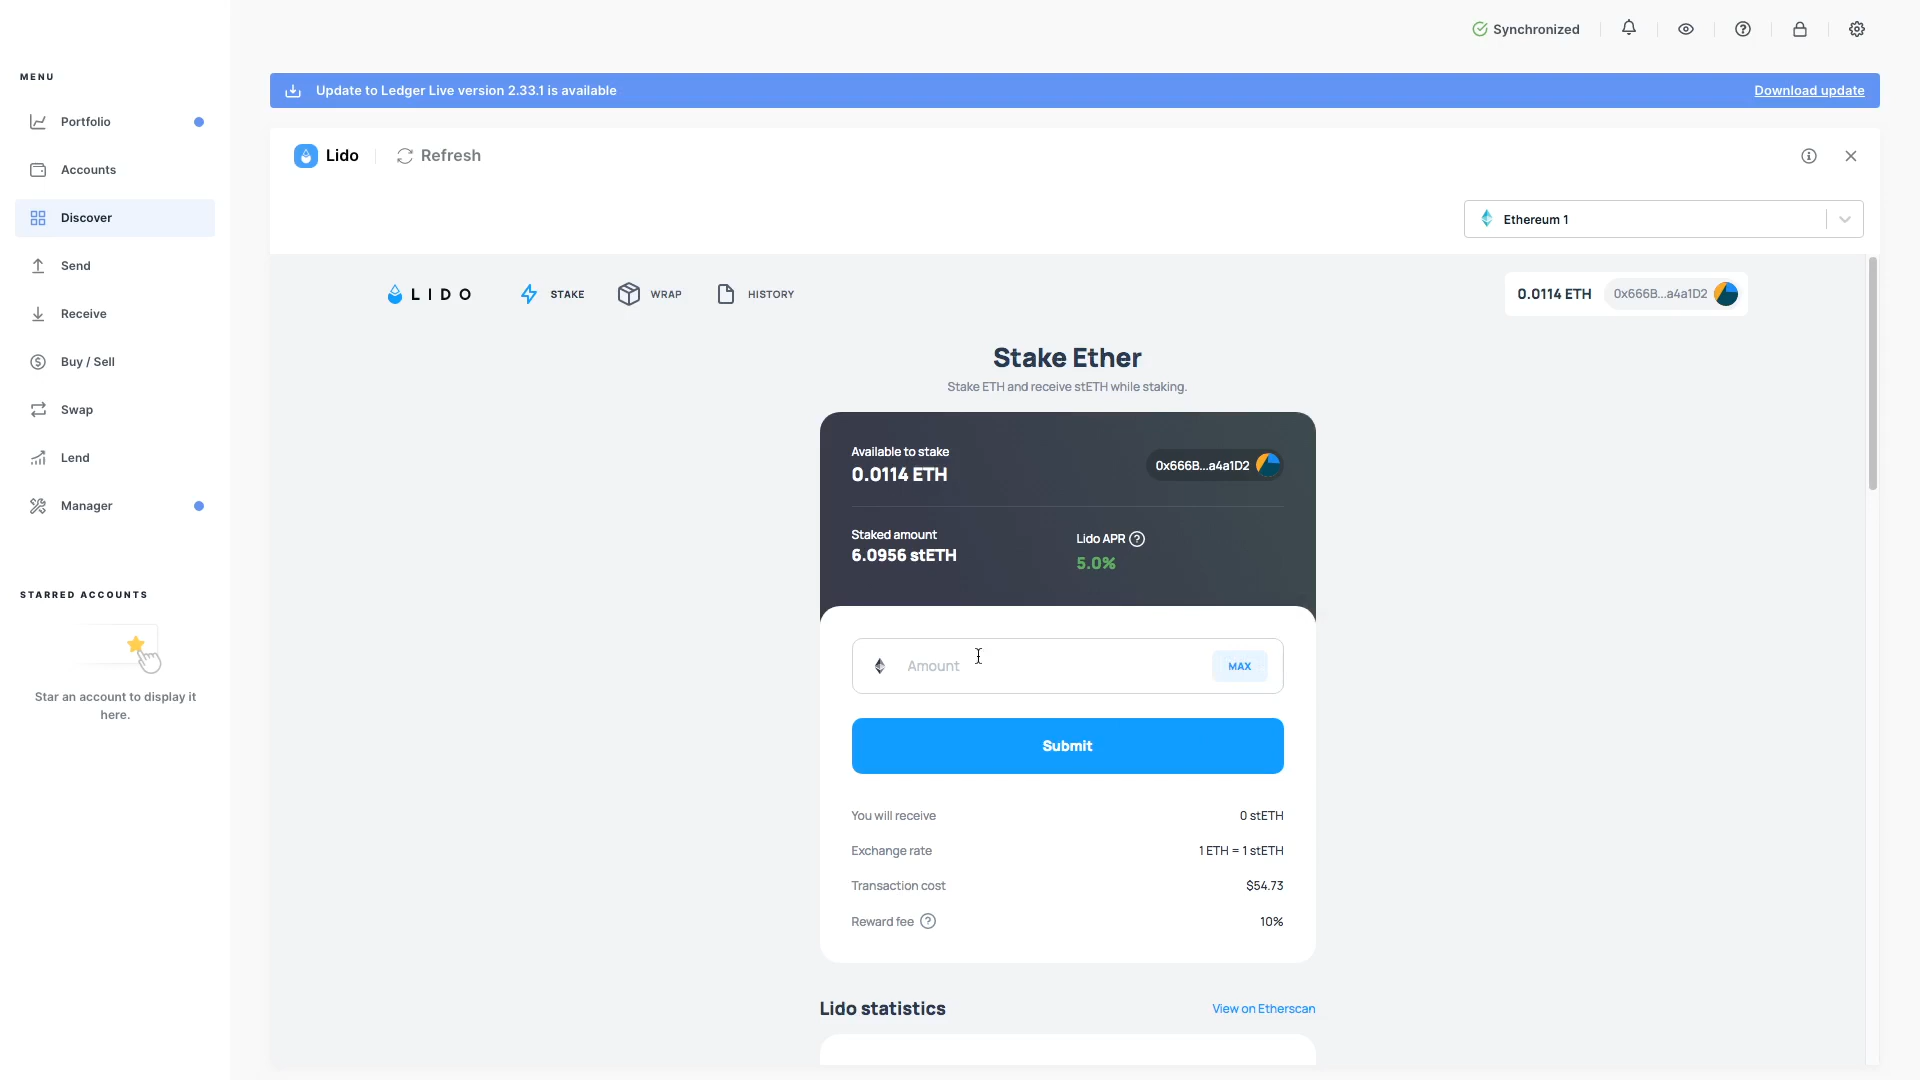 Synchronized
MENU
Update to Ledger Live version 2.33.1 is available
Download update
Portfolio
Accounts
Discover
Send
Receive
Buy / Sell
Swap
Lend
Manager
STARRED ACCOUNTS
Star an account to display it
here.
Lido
Refresh
Ethereum 1
LIDO
STAKE
WRAP
HISTORY
0.0114 ETH
0x666B...a4a1D2
Stake Ether
Stake ETH and receive stETH while staking.
Available to stake
0.0114 ETH
0x666B...a4a1D2
Staked amount
6.0956 stETH
Lido APR
5.0%
Amount
MAX
Submit
You will receive
0 stETH
Exchange rate
1 ETH = 1 stETH
Transaction cost
$54.73
Reward fee
10%
Lido statistics
View on Etherscan